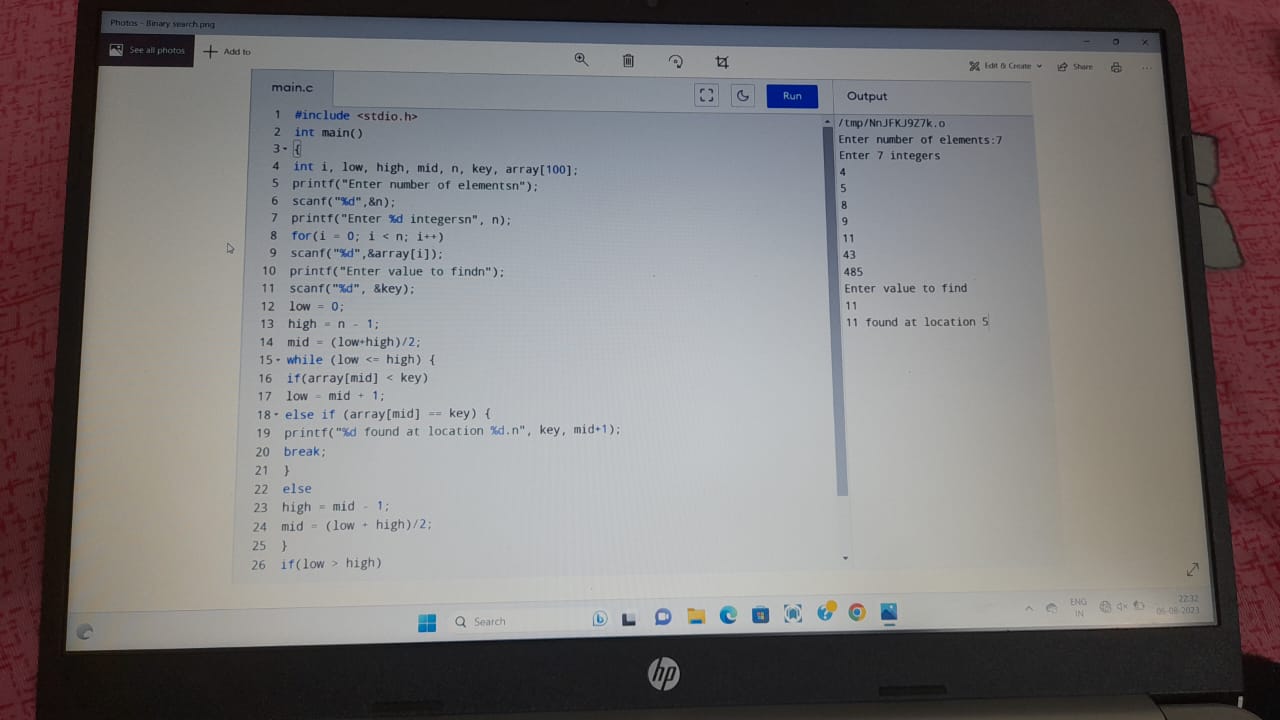 Photos - Binary search.png
See all photos
Add to
Edit & Create
Share
main.c
Run
Output
1 #include <stdio.h>
2 int main()
3 {
4 int i, low, high, mid, n, key, array[100];
5 printf("Enter number of elementsn");
6 scanf("%d",&n);
7 printf("Enter %d integersn", n);
8 for(i = 0; i < n; i++)
9 scanf("%d",&array[i]);
10 printf("Enter value to findn");
11 scanf("%d", &key);
12 low = 0;
13 high = n - 1;
14 mid = (low+high)/2;
15 while (low <= high) {
16 if(array[mid] < key)
17 low = mid + 1;
18 else if (array[mid] == key) {
19 printf("%d found at location %d.n", key, mid+1);
20 break;
21 }
22 else
23 high = mid - 1;
24 mid = (low + high)/2;
25 }
26 if(low > high)
/tmp/NnJFKJ9Z7k.o
Enter number of elements:7
Enter 7 integers
4
5
8
9
11
43
485
Enter value to find
11
11 found at location 5
Search
ENG
IN
22:32
06-08-2023
hp